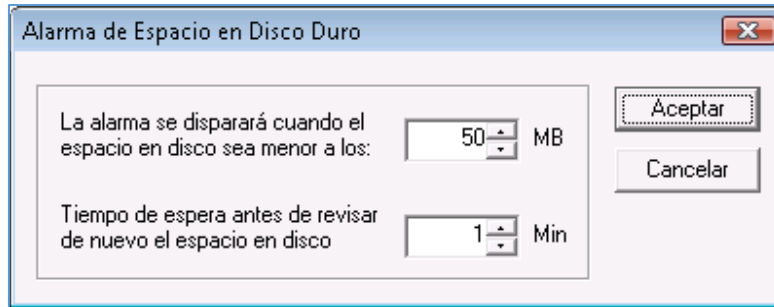 Alarma de Espacio en Disco Duro
La alarma se disparará cuando el
espacio en disco sea menor a los:
50 MB
Aceptar
Cancelar
Tiempo de espera antes de revisar
de nuevo el espacio en disco
1 Min